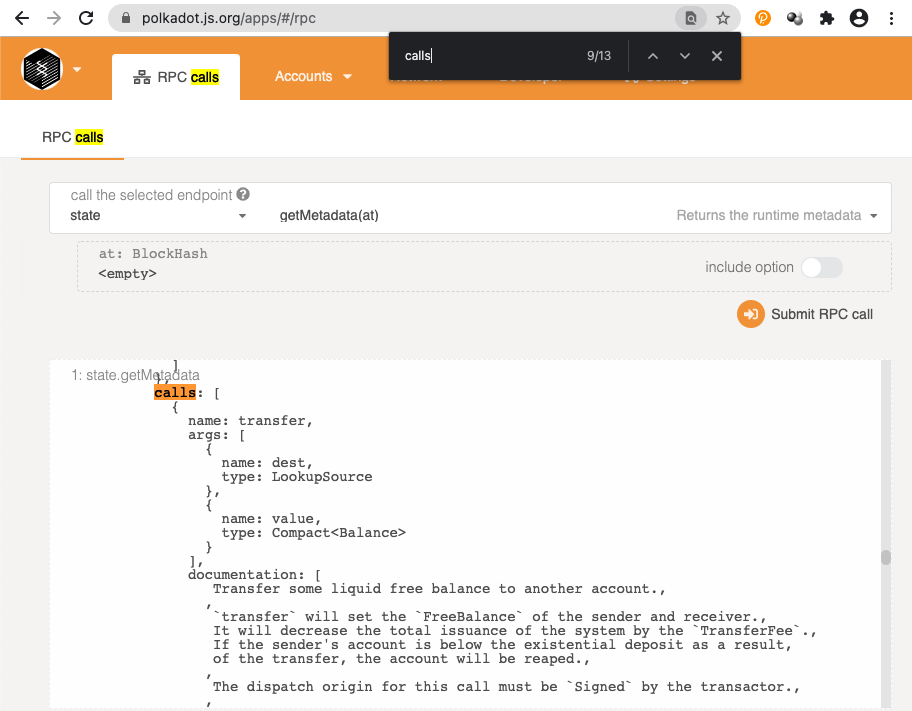 polkadot.js.org/apps/#/rpc
calls 9/13
RPC calls Accounts
RPC calls
call the selected endpoint ?
state getMetadata(at) Returns the runtime metadata
at: BlockHash
<empty> include option
Submit RPC call
]
1: state.getMetadata
},
calls: [
{
name: transfer,
args: [
{
name: dest,
type: LookupSource
},
{
name: value,
type: Compact<Balance>
}
],
documentation: [
Transfer some liquid free balance to another account.,
,
`transfer` will set the `FreeBalance` of the sender and receiver.,
It will decrease the total issuance of the system by the `TransferFee`.,
If the sender's account is below the existential deposit as a result,
of the transfer, the account will be reaped.,
,
The dispatch origin for this call must be `Signed` by the transactor.,
,